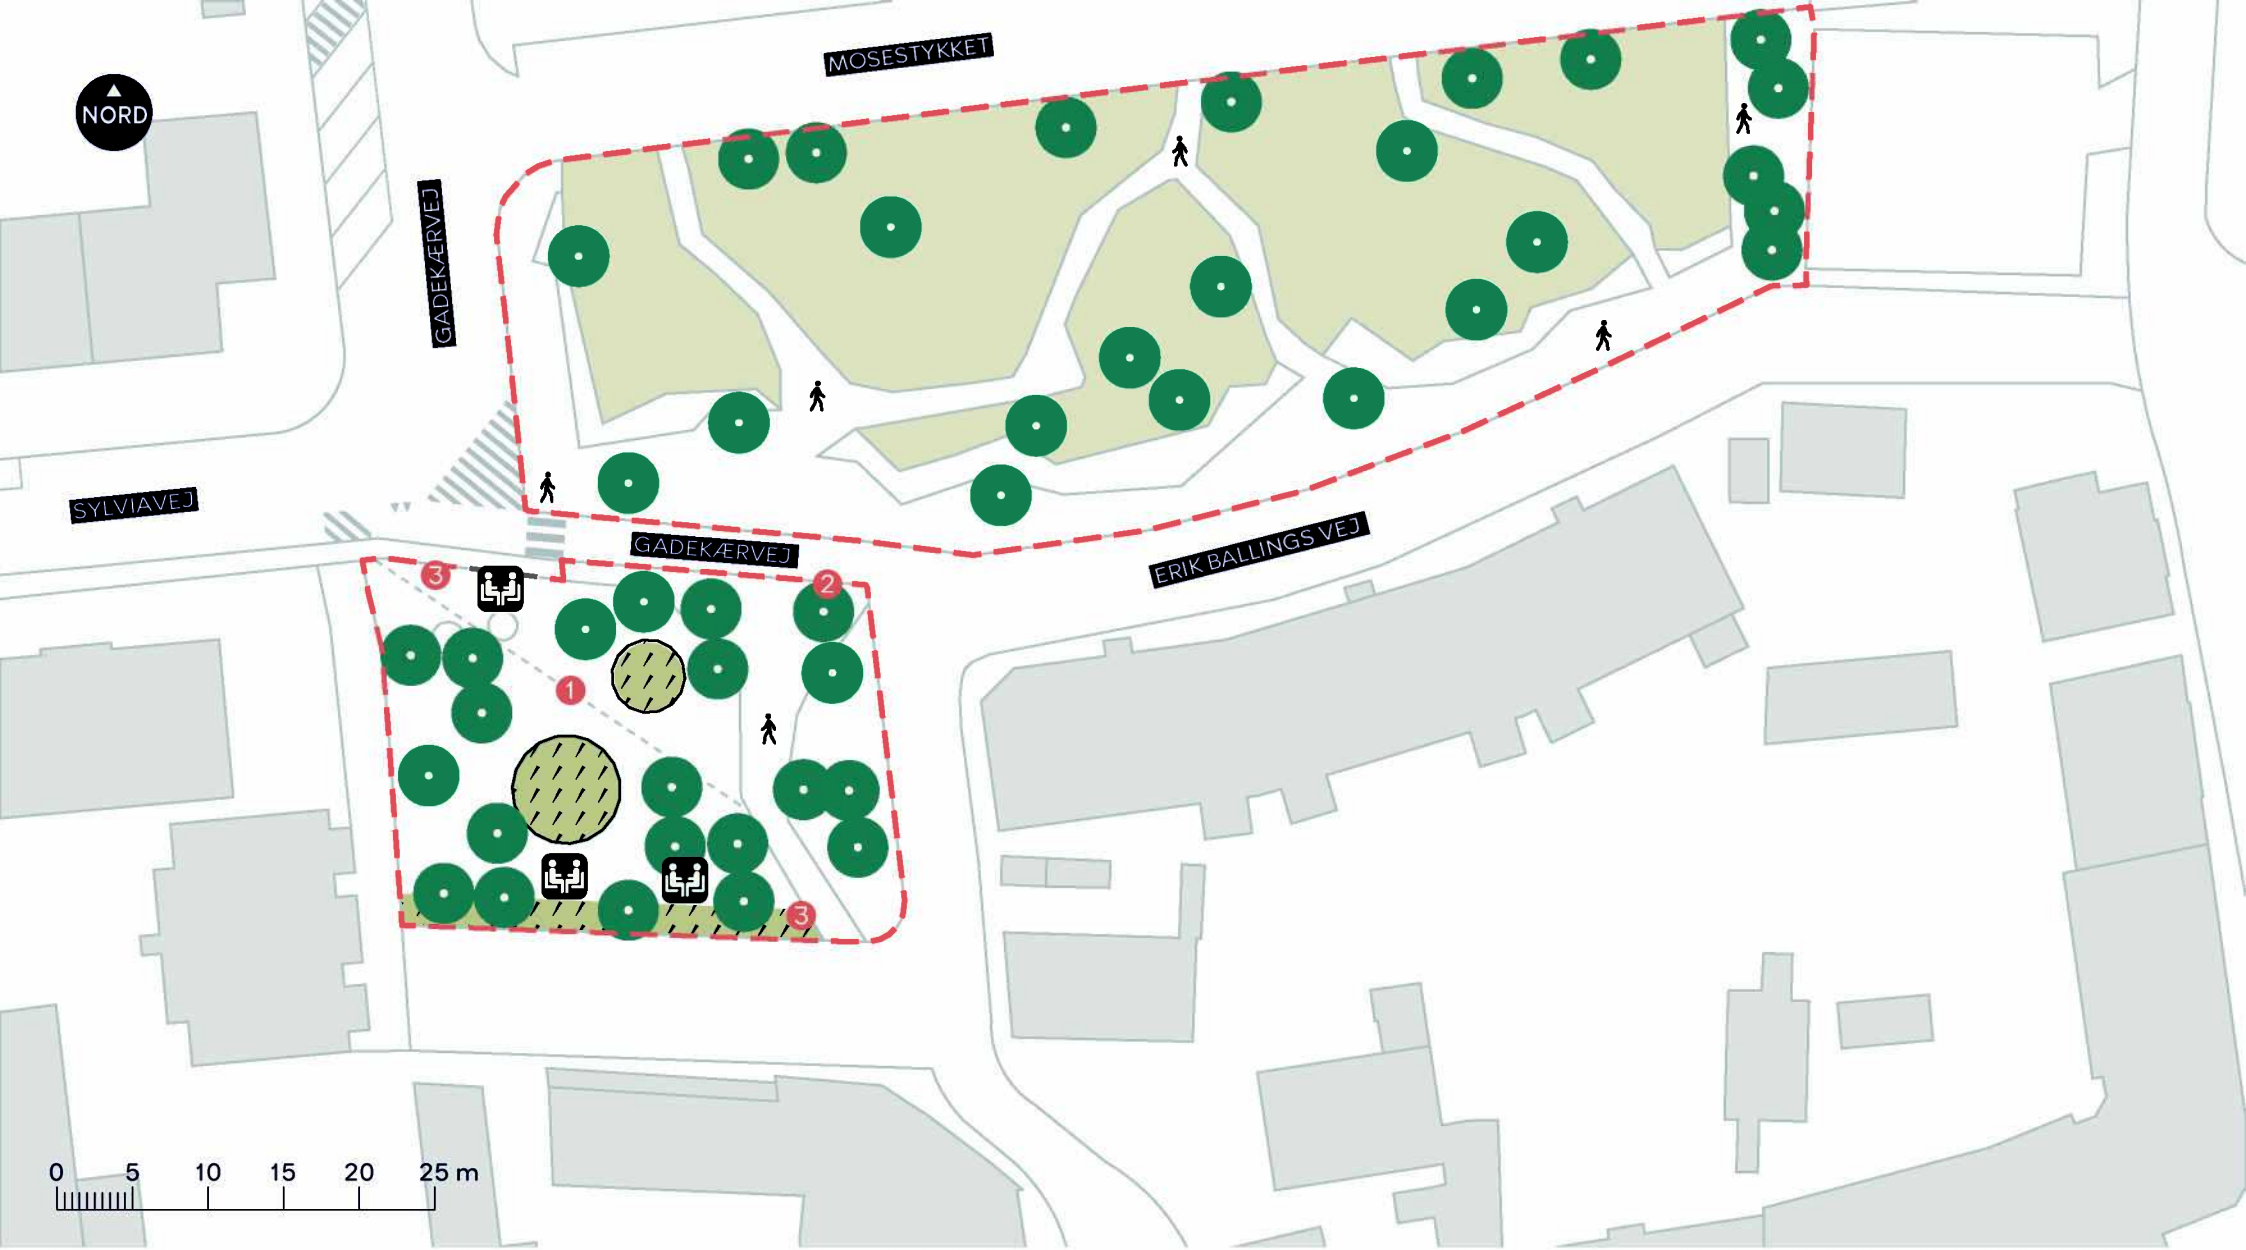 MOSESTYKKET
NORD
GADEKÆRVEJ
SYLVIAVEJ
GADEKÆRVEJ
ERIK BALLINGS VEJ
3
2
1
3
0 5 10 15 20 25 m